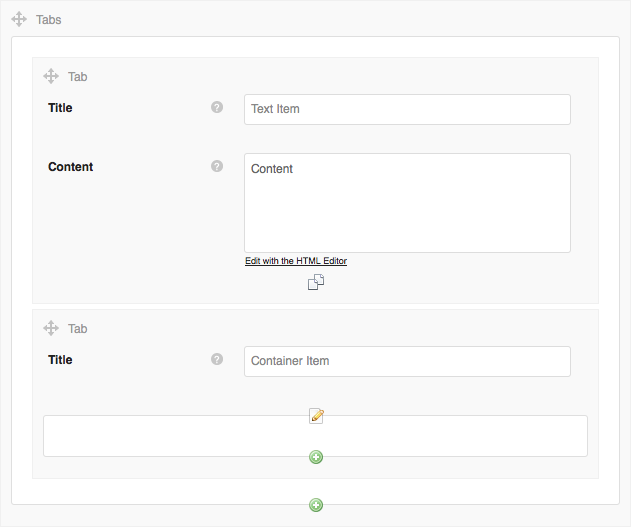 Tabs
Tab
Title ? Text Item
Content ? Content
Edit with the HTML Editor
Tab
Title ? Container Item